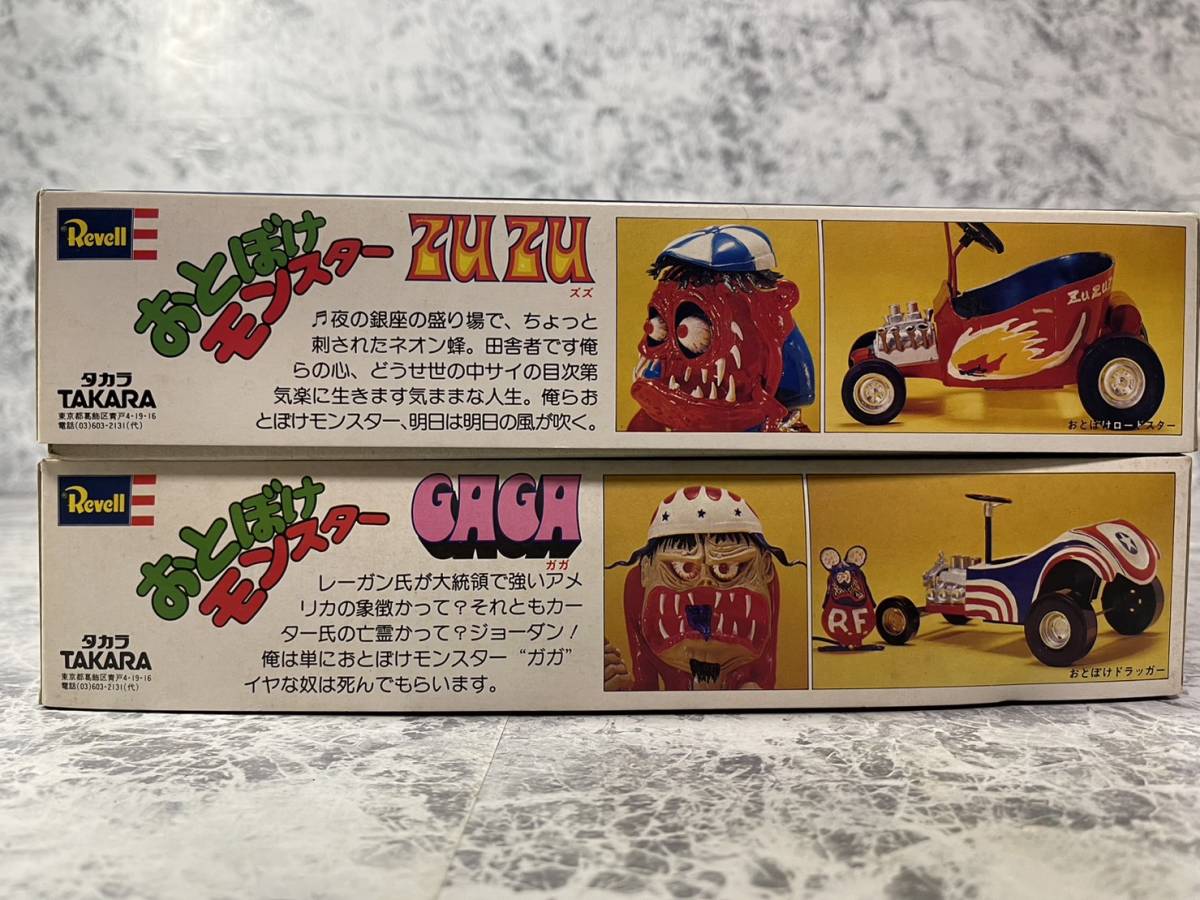 Revell
おとぼけ
モンスター
ZU ZU
ズズ
♬夜の銀座の盛り場で、ちょっと
刺されたネオン蜂。田舎者です俺
らの心、どうせ世の中サイの目次第
気楽に生きます気ままな人生。俺らお
とぼけモンスター、明日は明日の風が吹く。
タカラ
TAKARA
東京都葛飾区青戸4-19-16
電話(03)603-2131(代)
ZuZu
おとぼけロードスター
Revell
おとぼけ
モンスター
GAGA
ガガ
レーガン氏が大統領で強いアメ
リカの象徴かって?それともカー
ター氏の亡霊かって?ジョーダン!
俺は単におとぼけモンスター “ガガ”
イヤな奴は死んでもらいます。
タカラ
TAKARA
東京都葛飾区青戸4-19-16
電話(03)603-2131(代)
R.F.
おとぼけドラッガー